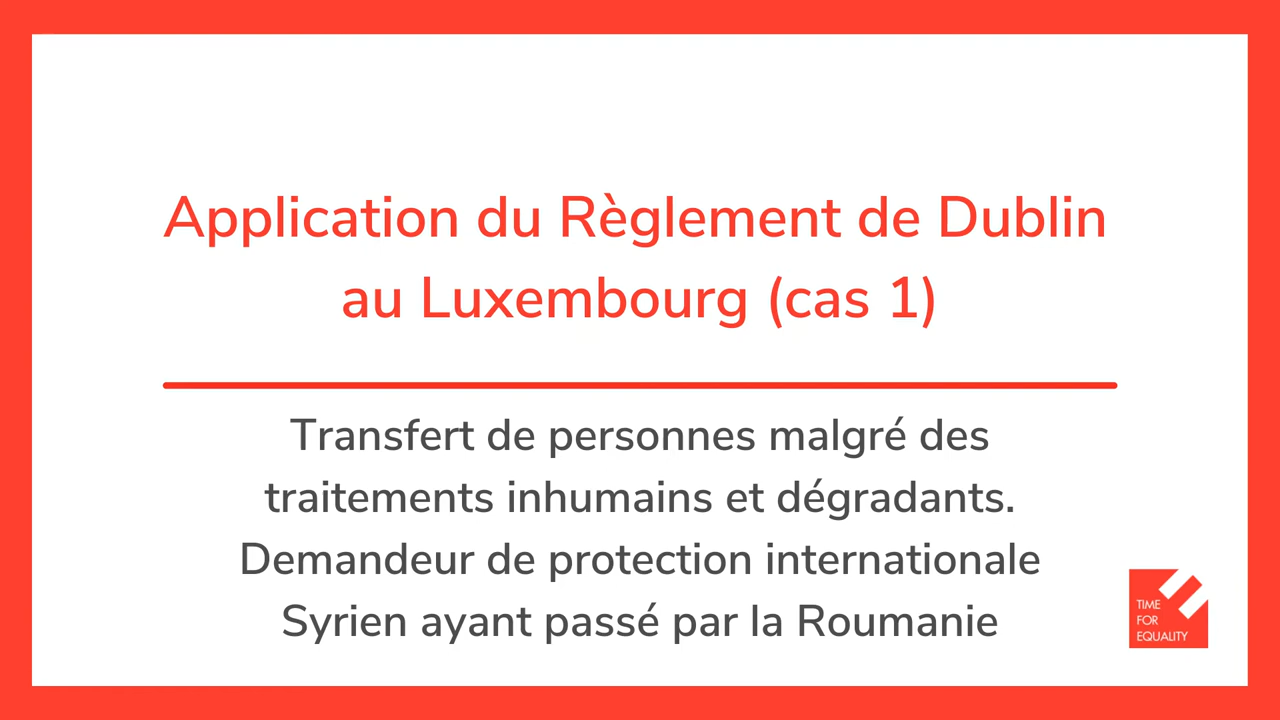 Application du Règlement de Dublin
au Luxembourg (cas 1)
Transfert de personnes malgré des
traitements inhumains et dégradants.
Demandeur de protection internationale
Syrien ayant passé par la Roumanie
TIME
FOR
EQUALITY